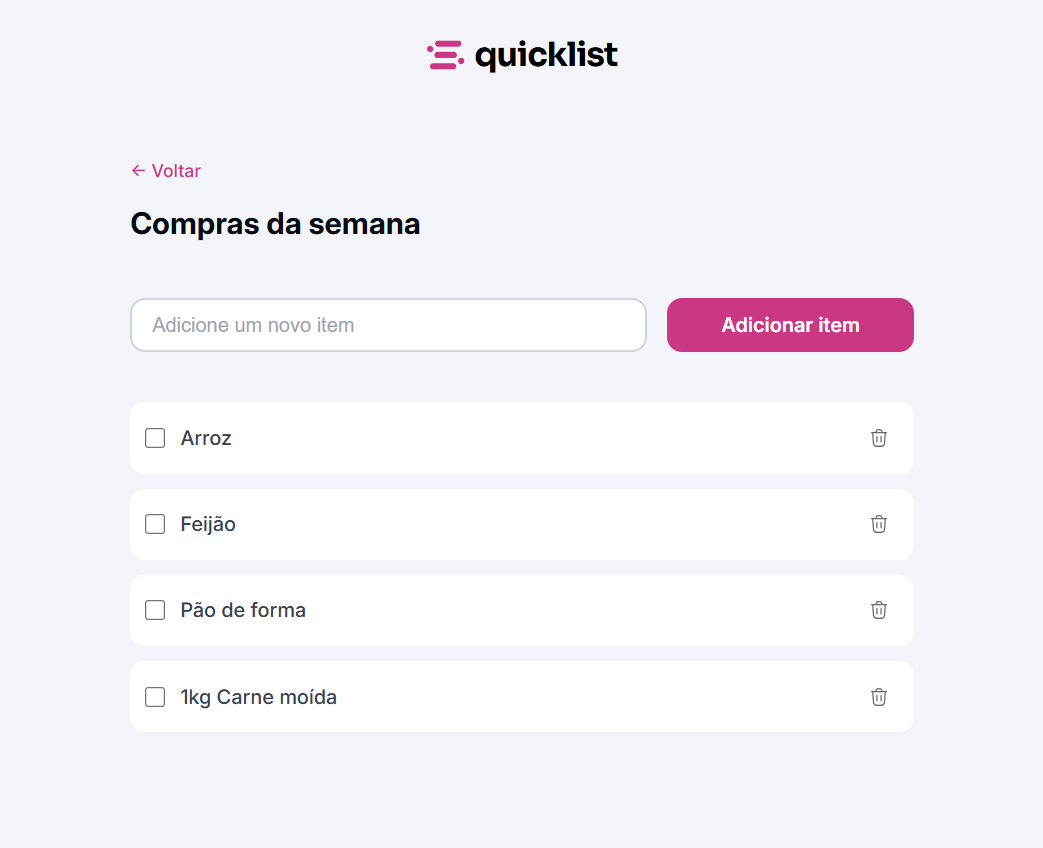 quicklist
← Voltar
Compras da semana
Adicione um novo item
Adicionar item
Arroz
Feijão
Pão de forma
1kg Carne moída